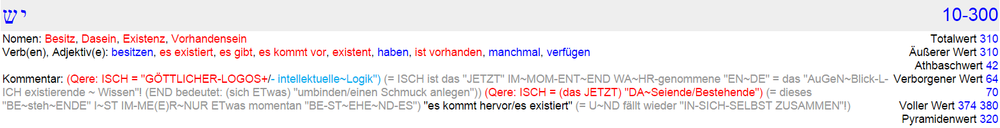 יש 10-300
Nomen: Besitz, Dasein, Existenz, Vorhandensein Totalwert 310
Verb(en), Adjektiv(e): besitzen, es existiert, es gibt, es kommt vor, existent, haben, ist vorhanden, manchmal, verfügen Äußerer Wert 310
Athbaschwert 42
Kommentar: (Qere: ISCH = "GÖTTLICHER-LOGOS+/- intellektuelle~Logik") (= ISCH ist das "JETZT" IM~MOM-ENT~END WA~HR-genommene "EN~DE" = das "AuGeN~Blick-L- Verborgener Wert 64
ICH existierende ~ Wissen"! (END bedeutet: (sich ETwas) "umbinden/einen Schmuck anlegen")) (Qere: ISCH = (das JETZT) "DA~Seiende/Bestehende") (= dieses 70
"BE~steh~ENDE" I~ST IM-ME(E)R~NUR ETwas momentan "BE-ST~EHE~ND-ES") "es kommt hervor/es existiert" (= U~ND fällt wieder "IN-SICH-SELBST ZUSAMMEN"!) Voller Wert 374 380
Pyramidenwert 320